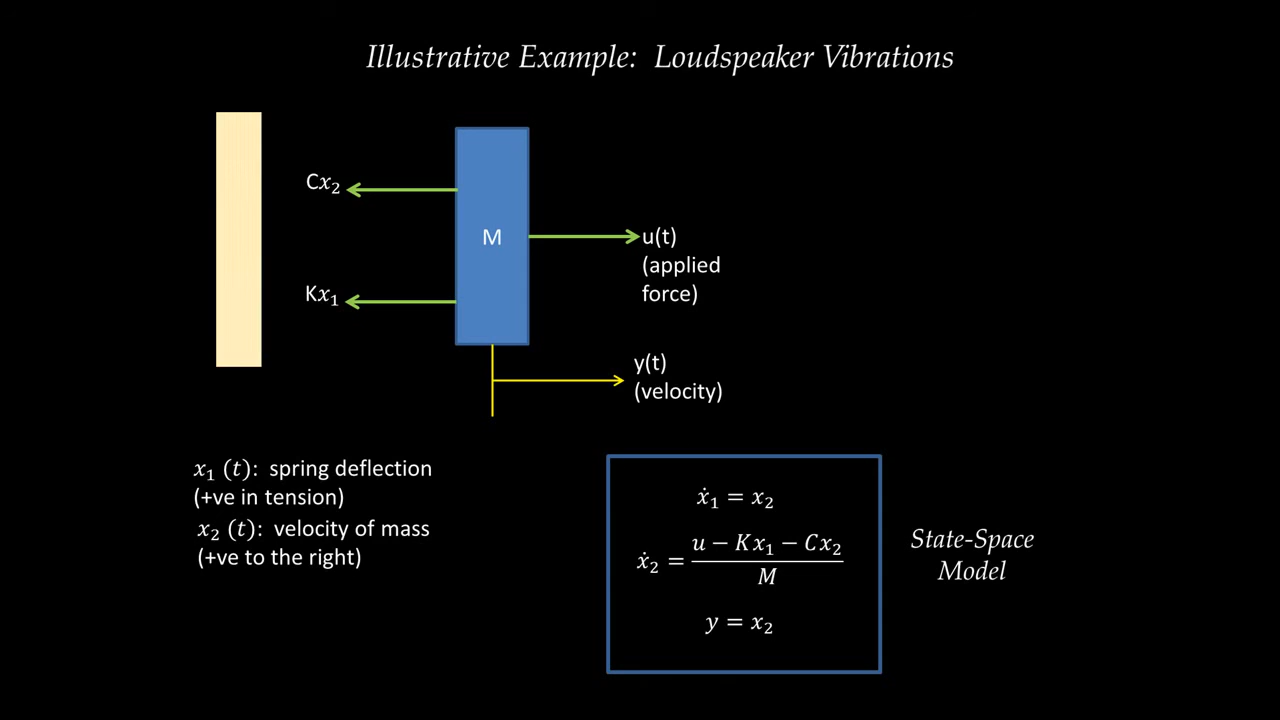 Illustrative Example: Loudspeaker Vibrations
Cx₂
M
u(t)
(applied
force)
Kx₁
y(t)
(velocity)
x₁ (t): spring deflection
(+ve in tension)
x₂ (t): velocity of mass
(+ve to the right)
ẋ₁ = x₂
ẋ₂ = (u − Kx₁ − Cx₂)/M
y = x₂
State-Space
Model